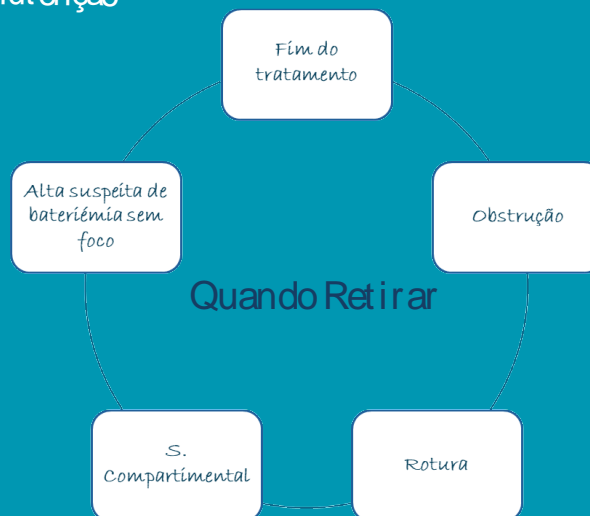 Fim do
tratamento
Alta suspeita de
bateriémia sem
foco
Obstrução
Quando Retirar
S.
Compartimental
Rotura